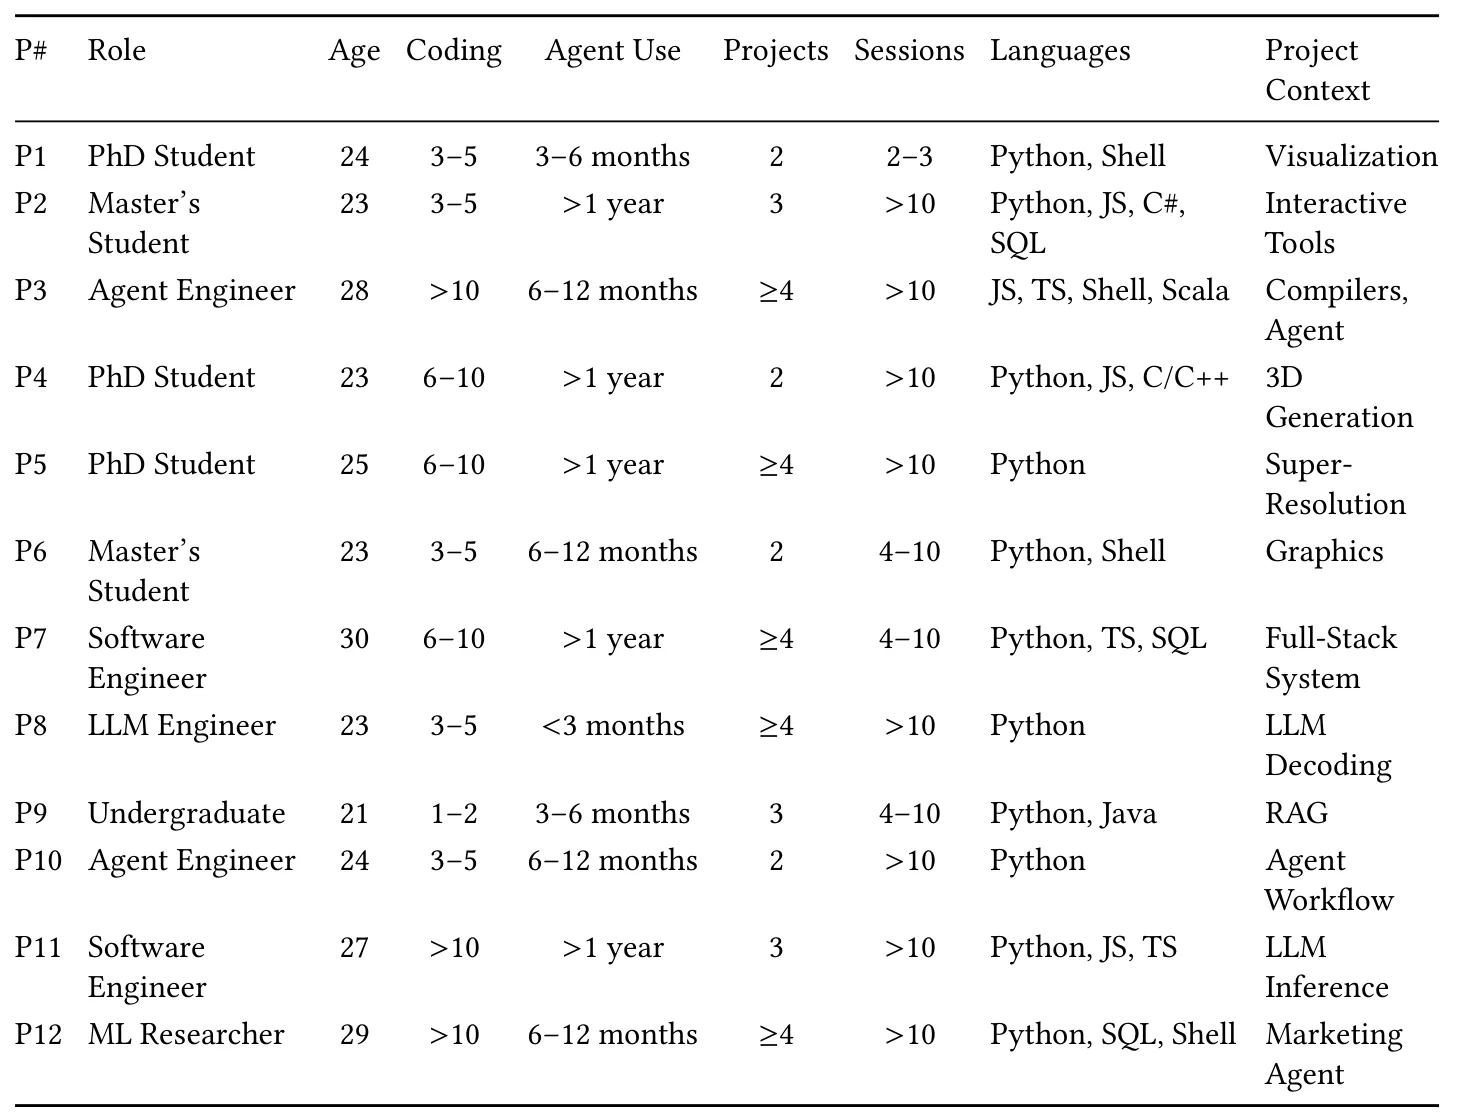 P# Role Age Coding Agent Use Projects Sessions Languages Project
Context
P1 PhD Student 24 3–5 3–6 months 2 2–3 Python, Shell Visualization
P2 Master’s 23 3–5 >1 year 3 >10 Python, JS, C#, Interactive
Student SQL Tools
P3 Agent Engineer 28 >10 6–12 months ≥4 >10 JS, TS, Shell, Scala Compilers,
Agent
P4 PhD Student 23 6–10 >1 year 2 >10 Python, JS, C/C++ 3D
Generation
P5 PhD Student 25 6–10 >1 year ≥4 >10 Python Super-
Resolution
P6 Master’s 23 3–5 6–12 months 2 4–10 Python, Shell Graphics
Student
P7 Software 30 6–10 >1 year ≥4 4–10 Python, TS, SQL Full-Stack
Engineer System
P8 LLM Engineer 23 3–5 <3 months ≥4 >10 Python LLM
Decoding
P9 Undergraduate 21 1–2 3–6 months 3 4–10 Python, Java RAG
P10 Agent Engineer 24 3–5 6–12 months 2 >10 Python Agent
Workflow
P11 Software 27 >10 >1 year 3 >10 Python, JS, TS LLM
Engineer Inference
P12 ML Researcher 29 >10 6–12 months ≥4 >10 Python, SQL, Shell Marketing
Agent